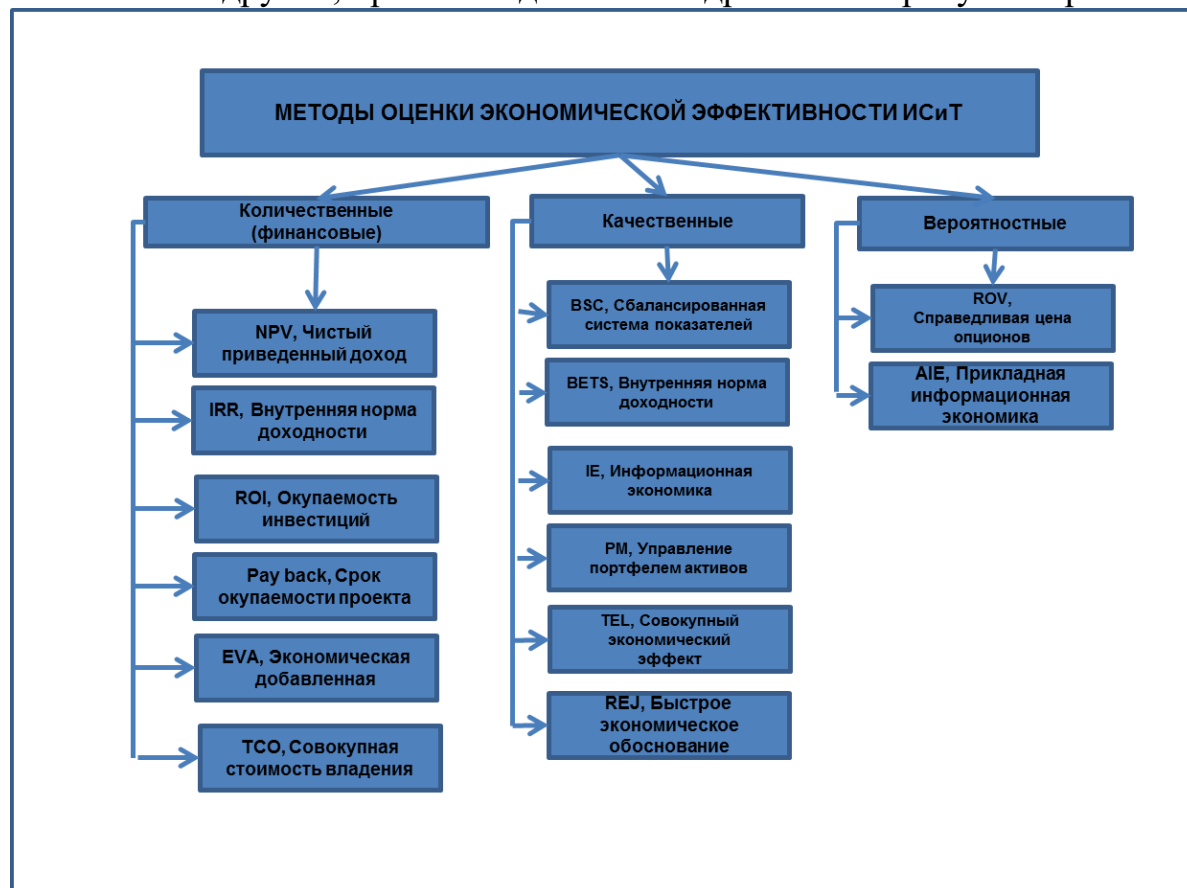 МЕТОДЫ ОЦЕНКИ ЭКОНОМИЧЕСКОЙ ЭФФЕКТИВНОСТИ ИСиТ
Количественные
(финансовые)
NPV, Чистый
приведенный доход
IRR, Внутренняя норма
доходности
ROI, Окупаемость
инвестиций
Pay back, Срок
окупаемости проекта
EVA, Экономическая
добавленная
TCO, Совокупная
стоимость владения
Качественные
BSC, Сбалансированная
система показателей
BETS, Внутренняя норма
доходности
IE, Информационная
экономика
PM, Управление
портфелем активов
TEL, Совокупный
экономический
эффект
REJ, Быстрое
экономическое
обоснование
Вероятностные
ROV,
Справедливая цена
опционов
AIE, Прикладная
информационная
экономика